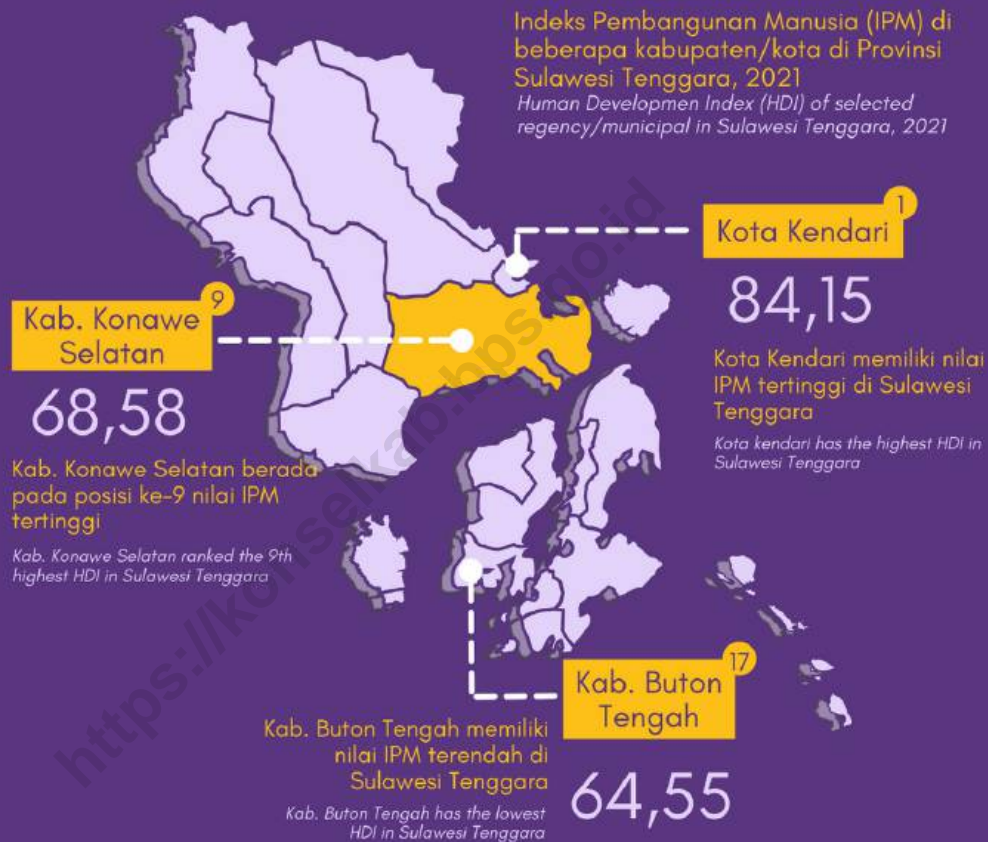 Indeks Pembangunan Manusia (IPM) di
beberapa kabupaten/kota di Provinsi
Sulawesi Tenggara, 2021
Human Developmen Index (HDI) of selected
regency/municipal in Sulawesi Tenggara, 2021
1
Kota Kendari
84,15
Kota Kendari memiliki nilai
IPM tertinggi di Sulawesi
Tenggara
Kota kendari has the highest HDI in
Sulawesi Tenggara
9
Kab. Konawe
Selatan
68,58
Kab. Konawe Selatan berada
pada posisi ke-9 nilai IPM
tertinggi
Kab. Konawe Selatan ranked the 9th
highest HDI in Sulawesi Tenggara
17
Kab. Buton
Tengah
64,55
Kab. Buton Tengah memiliki
nilai IPM terendah di
Sulawesi Tenggara
Kab. Buton Tengah has the lowest
HDI in Sulawesi Tenggara
https://konselkab.bps.go.id